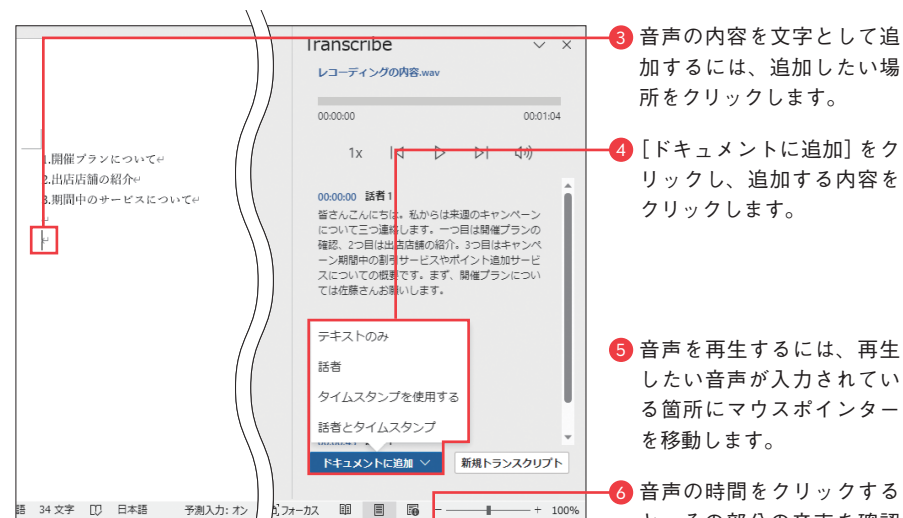 Transcribe
レコーディングの内容.wav
00:00:00 00:01:04
1x
1.開催プランについて↵
2.出店店舗の紹介↵
3.期間中のサービスについて↵
↵
↵
00:00:00 話者 1
皆さんこんにちは。私からは来週のキャンペーン
について三つ連絡します。一つ目は開催プランの
確認、2つ目は出店店舗の紹介。3つ目はキャンペ
ーン期間中の割引サービスやポイント追加サービ
スについての概要です。まず、開催プランについ
ては佐藤さんお願いします。
テキストのみ
話者
タイムスタンプを使用する
話者とタイムスタンプ
ドキュメントに追加 新規トランスクリプト
語 34 文字 日本語 予測入力: オン フォーカス - + 100%
3 音声の内容を文字として追
加するには、追加したい場
所をクリックします。
4 [ドキュメントに追加] をク
リックし、追加する内容を
クリックします。
5 音声を再生するには、再生
したい音声が入力されてい
る箇所にマウスポインター
を移動します。
6 音声の時間をクリックする
と、その部分の音声を確認